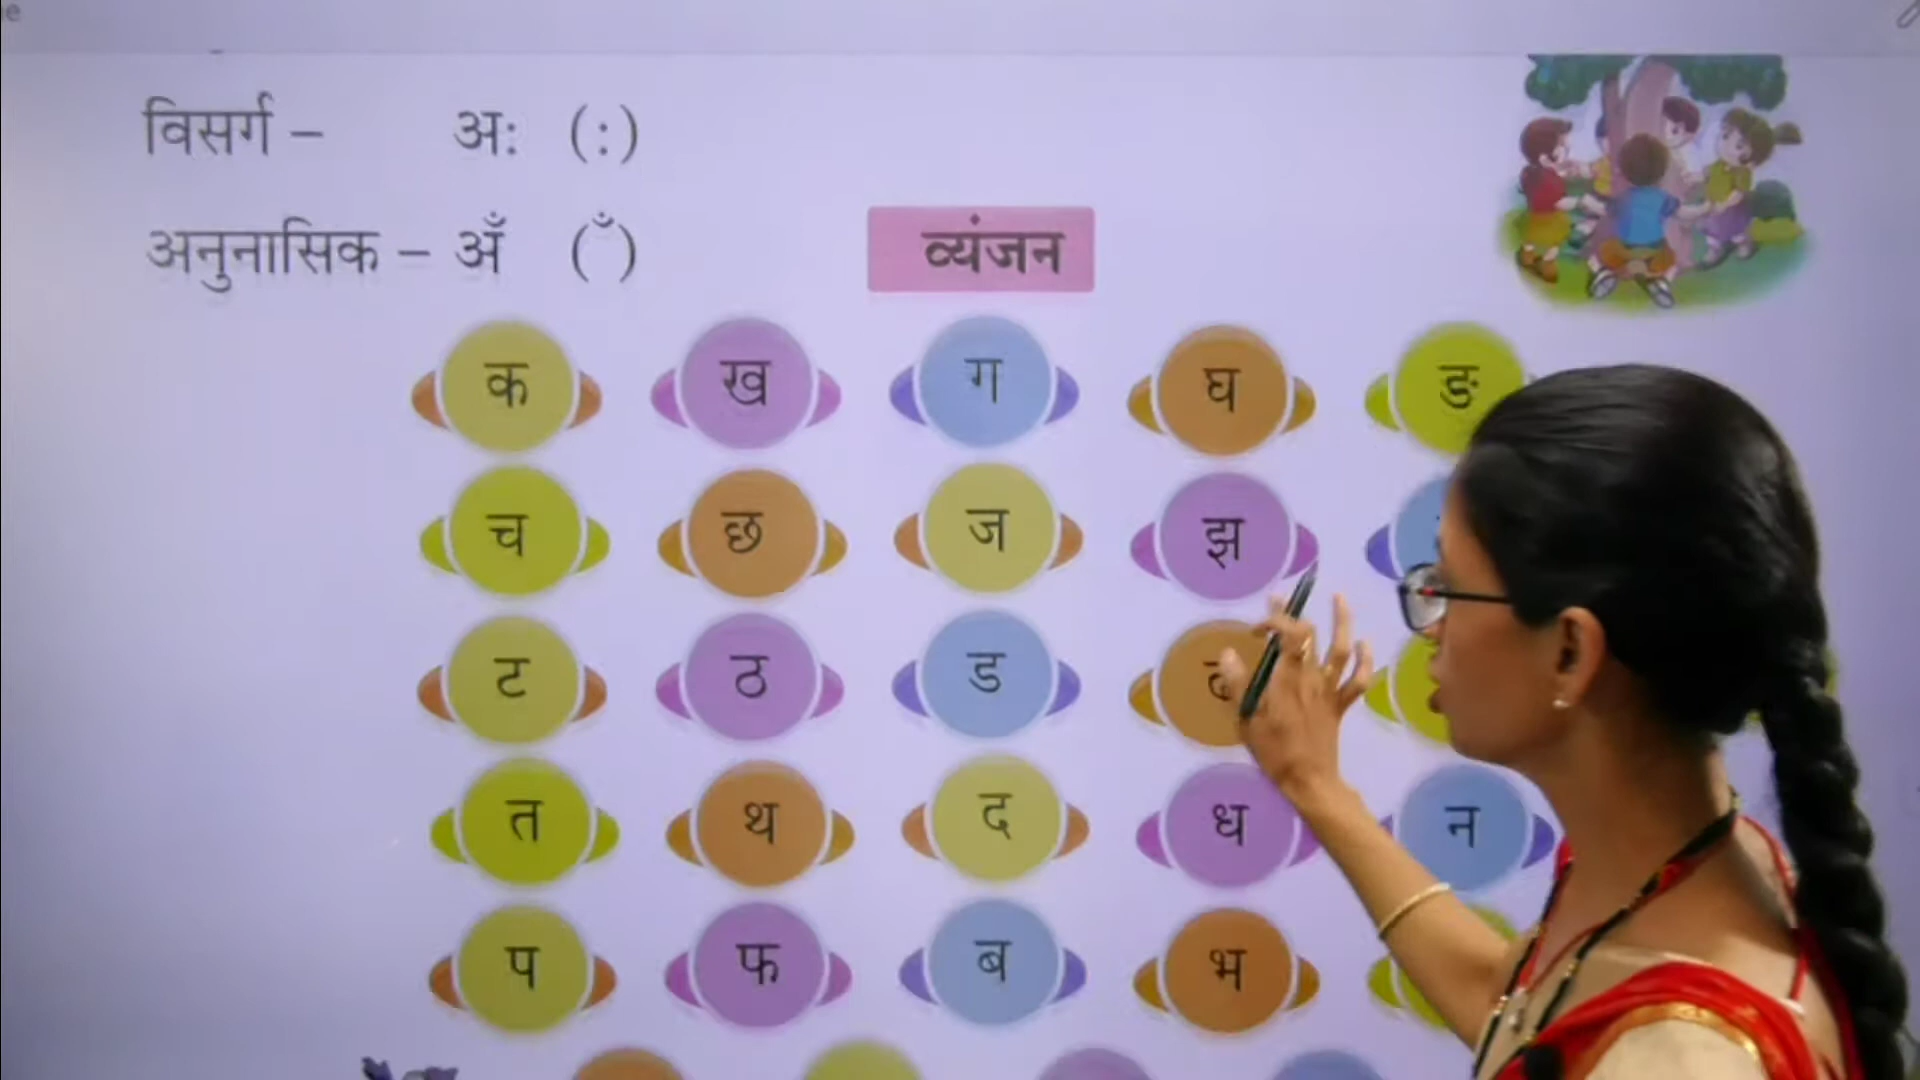 विसर्ग – अः (:)
अनुनासिक – अँ (ँ)
व्यंजन
क ख ग घ ङ
च छ ज झ
ट ठ ड
त थ द ध न
प फ ब भ